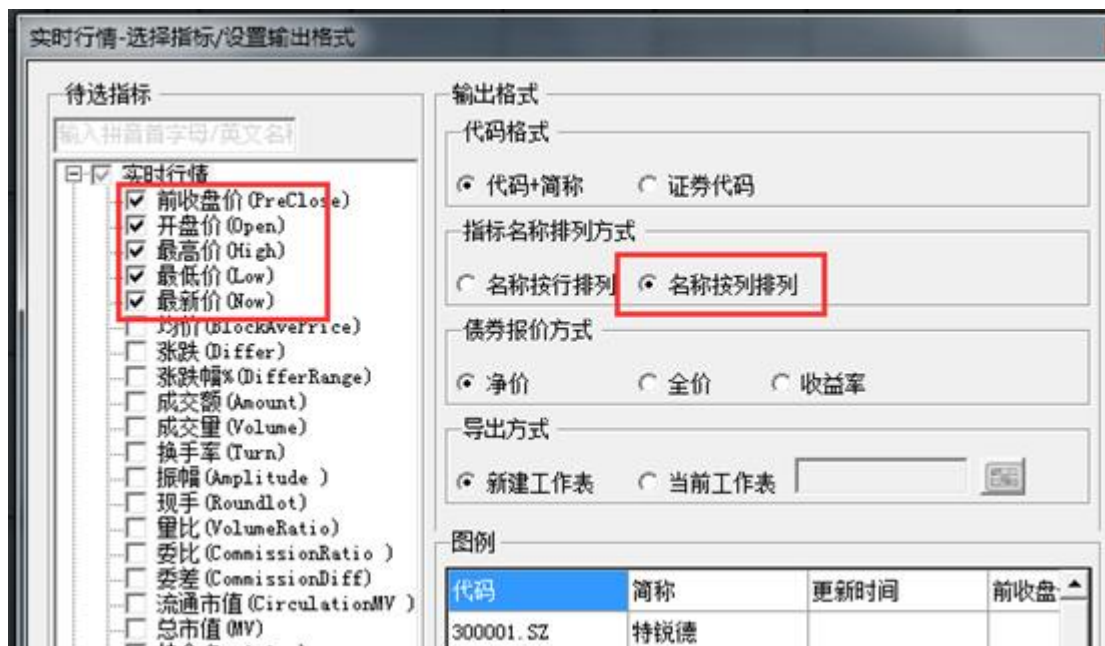 实时行情-选择指标/设置输出格式
待选指标
输入拼音首字母/英文名称
实时行情
前收盘价(PreClose)
开盘价(Open)
最高价(High)
最低价(Low)
最新价(Now)
均价(BlockAvePrice)
张跌(Differ)
张跌幅%(DifferRange)
成交额(Amount)
成交量(Volume)
换手率(Turn)
振幅(Amplitude )
现手(Roundlot)
量比(VolumeRatio)
委比(CommissionRatio )
委差(CommissionDiff)
流通市值(CirculationMV )
总市值(MV)
输出格式
代码格式
代码+简称 证券代码
指标名称排列方式
名称按行排列 名称按列排列
债券报价方式
净价 全价 收益率
导出方式
新建工作表 当前工作表
图例
代码 简称 更新时间 前收盘
300001.SZ 特锐德